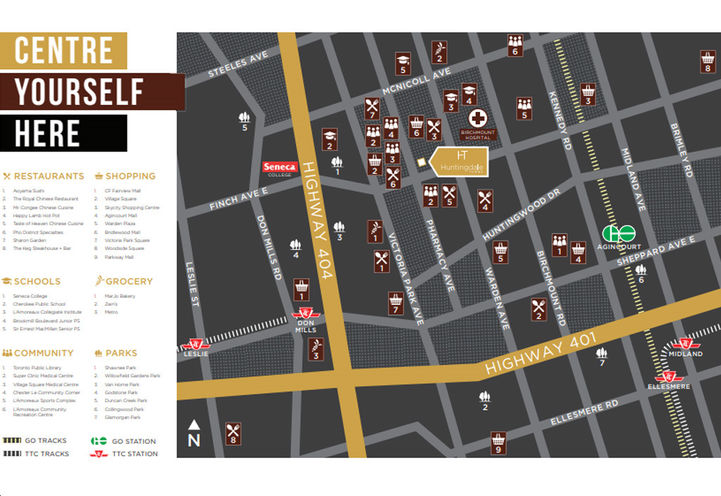 CENTRE
YOURSELF
HERE
RESTAURANTS
1. Aoyama Sushi
2. The Royal Chinese Restaurant
3. Mr Congee Chinese Cuisine
4. Happy Lamb Hot Pot
5. Taste of Heaven Chinese Cuisine
6. Pho District Specialties
7. Sharon Garden
8. The Keg Steakhouse + Bar
SHOPPING
1. CF Fairview Mall
2. Village Square
3. Skycity Shopping Centre
4. Agincourt Mall
5. Warden Plaza
6. Bridlewood Mall
7. Victoria Park Square
8. Woodside Square
9. Parkway Mall
SCHOOLS
1. Seneca College
2. Cherokee Public School
3. L'Amoreaux Collegiate Institute
4. Brookmill Boulevard Junior PS
5. Sir Ernest MacMillan Senior PS
GROCERY
1. MarJo Bakery
2. Zani's
3. Metro
COMMUNITY
1. Toronto Public Library
2. Super Clinic Medical Centre
3. Village Square Medical Centre
4. Chester Le Community Corner
5. L'Amoreaux Sports Complex
6. L'Amoreaux Community
Recreation Centre
PARKS
1. Shawnee Park
2. Willowfield Gardens Park
3. Van Horne Park
4. Godstone Park
5. Duncan Creek Park
6. Collingwood Park
7. Glamorgan Park
GO TRACKS
GO STATION
TTC TRACKS
TTC STATION
STEELES AVE
MCNICOLL AVE
FINCH AVE E
HUNTINGWOOD DR
SHEPPARD AVE E
ELLESMERE RD
HIGHWAY 404
HIGHWAY 401
LESLIE ST
DON MILLS RD
VICTORIA PARK AVE
PHARMACY AVE
WARDEN AVE
BIRCHMOUNT RD
KENNEDY RD
MIDLAND AVE
BRIMLEY RD
Seneca
COLLEGE
BIRCHMOUNT
HOSPITAL
HT
Huntingdale
GO
AGINCOURT
LESLIE
DON
MILLS
MIDLAND
ELLESMERE
N